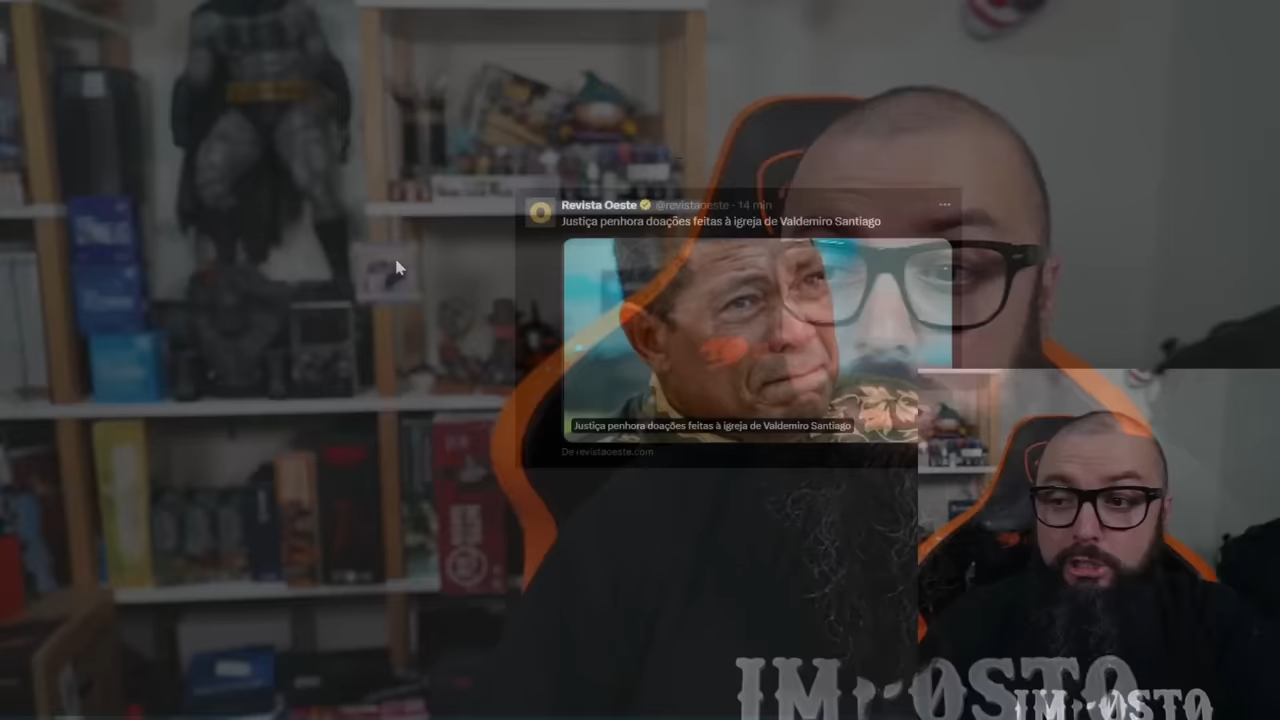 Revista Oeste @revistaoeste · 14 min
Justiça penhora doações feitas à igreja de Valdemiro Santiago
Justiça penhora doações feitas à igreja de Valdemiro Santiago
De revistaoeste.com